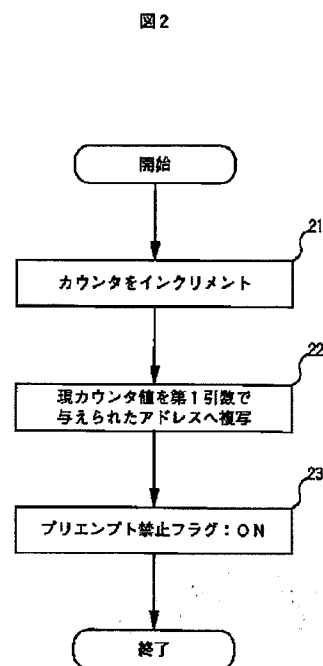 図2
開始
21
カウンタをインクリメント
22
現カウンタ値を第1引数で
与えられたアドレスへ複写
23
プリエンプト禁止フラグ：ON
終了